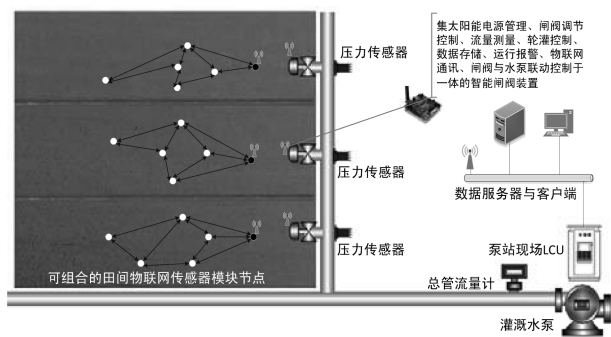 集太阳能电源管理、闸阀调节
控制、流量测量、轮灌控制、
数据存储、运行报警、物联网
通讯、闸阀与水泵联动控制于
一体的智能闸阀装置
压力传感器
压力传感器
数据服务器与客户端
压力传感器
泵站现场LCU
可组合的田间物联网传感器模块节点
总管流量计
灌溉水泵